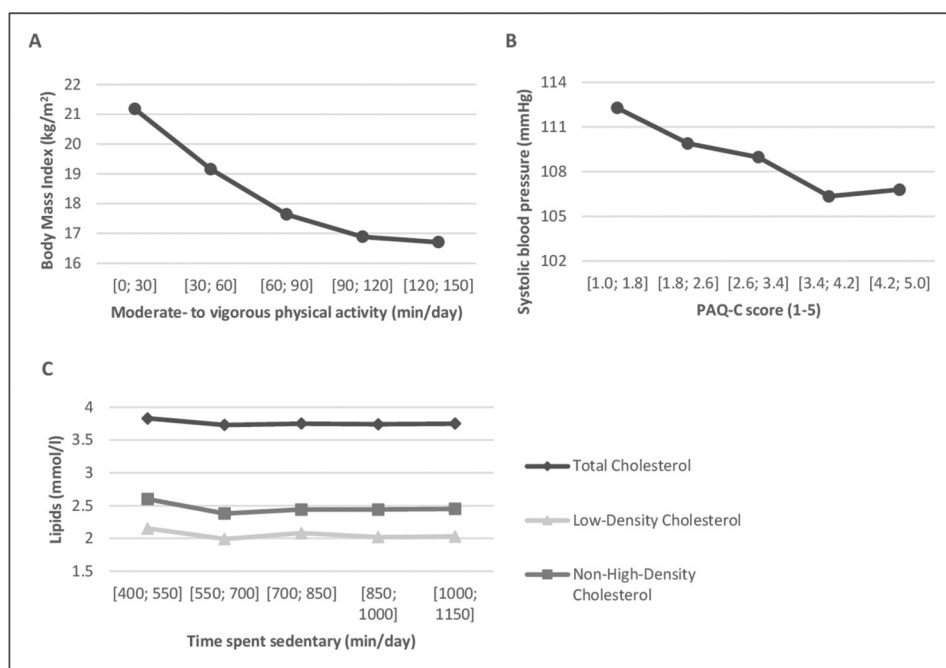 A
Body Mass Index (kg/m²)
22
21
20
19
18
17
16
[0; 30]
[30; 60]
[60; 90]
[90; 120]
[120; 150]
Moderate- to vigorous physical activity (min/day)
B
Systolic blood pressure (mmHg)
114
111
108
105
102
[1.0; 1.8]
[1.8; 2.6]
[2.6; 3.4]
[3.4; 4.2]
[4.2; 5.0]
PAQ-C score (1-5)
C
Lipids (mmol/l)
4
3.5
3
2.5
2
1.5
[400; 550]
[550; 700]
[700; 850]
[850;
1000]
[1000;
1150]
Time spent sedentary (min/day)
Total Cholesterol
Low-Density Cholesterol
Non-High-Density
Cholesterol